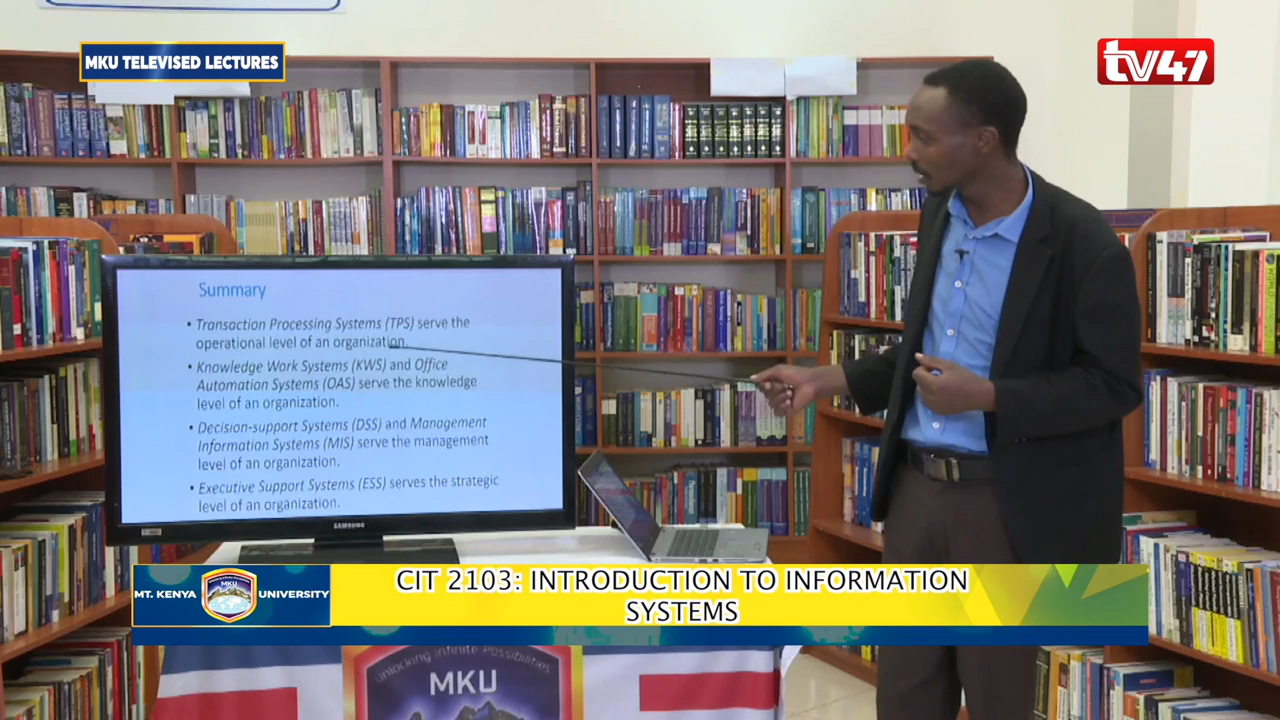 MKU TELEVISED LECTURES
tv47
Summary
• Transaction Processing Systems (TPS) serve the
operational level of an organization.
• Knowledge Work Systems (KWS) and Office
Automation Systems (OAS) serve the knowledge
level of an organization.
• Decision-support Systems (DSS) and Management
Information Systems (MIS) serve the management
level of an organization.
• Executive Support Systems (ESS) serves the strategic
level of an organization.
SAMSUNG
MT. KENYA
MKU
UNIVERSITY
CIT 2103: INTRODUCTION TO INFORMATION
SYSTEMS
Unlocking Infinite Possibilities
MKU